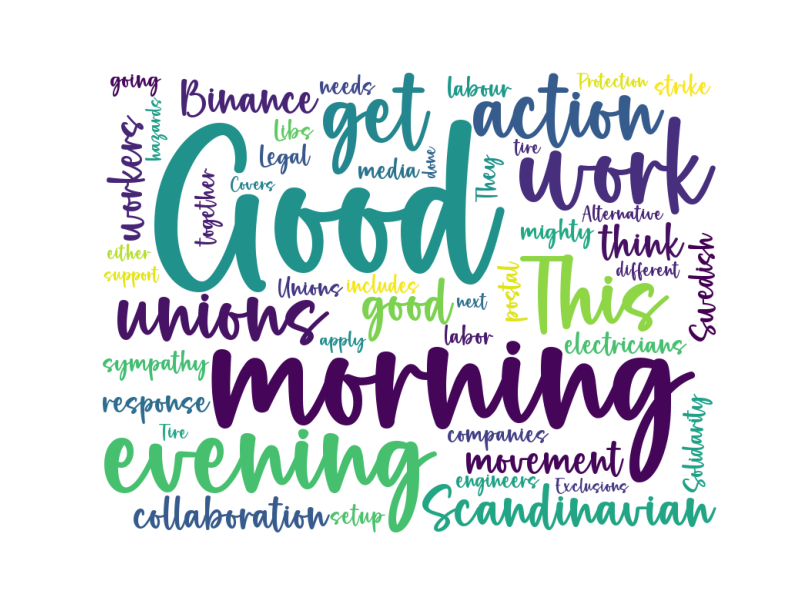 going
hazards
Binance
needs
labour
Protection
strike
get
action
Libs
Legal
media
done
tire
work
workers
together
Covers
Good
They
Alternative
mighty
think
different
Swedish
either
support
Unions
includes
good
next
postal
This
unions
apply
labor
electricians
sympathy
morning
response
Tire
companies
Solidarity
evening
movement
engineers
Exclusions
collaboration
setup
Scandinavian